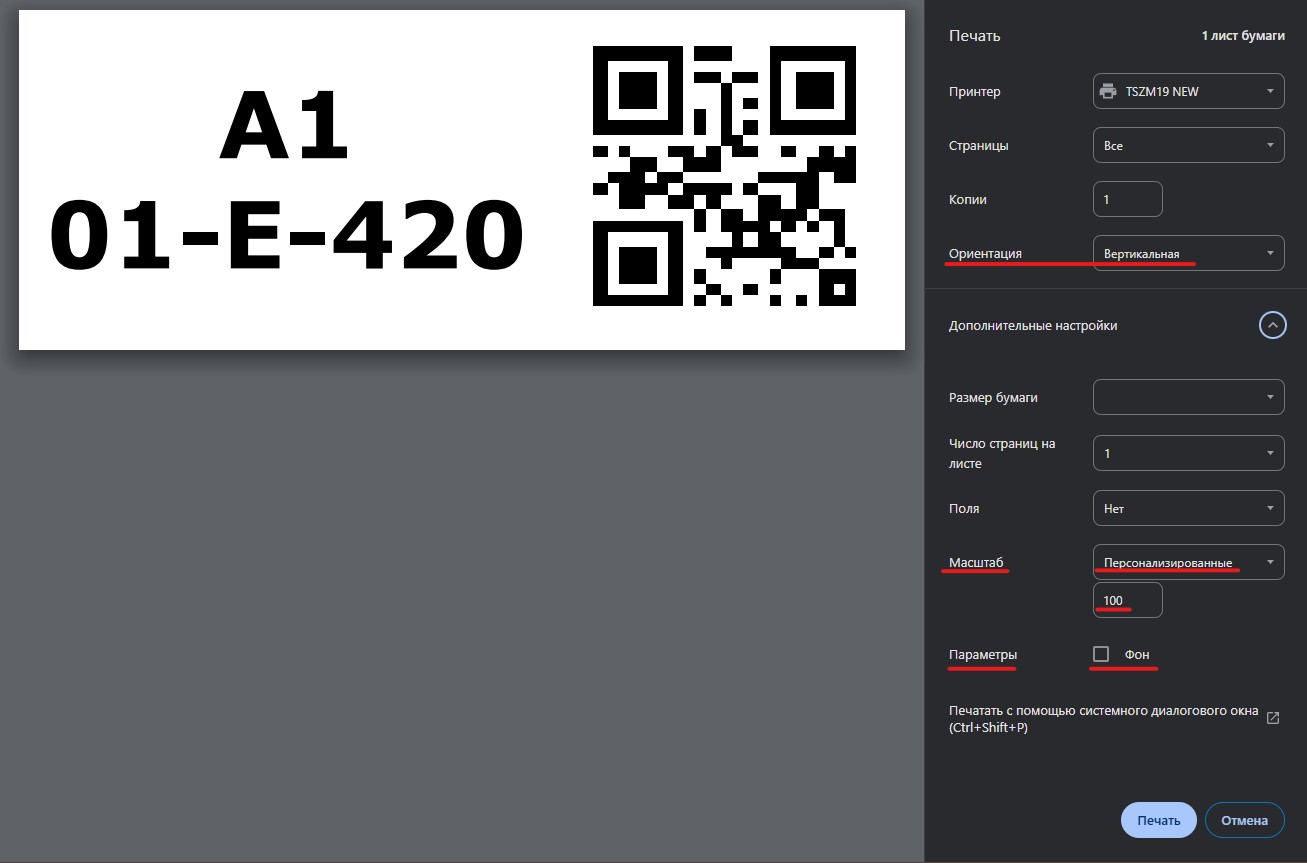 A1
01-E-420
Печать
1 лист бумаги
Принтер
TSZM19 NEW
Страницы
Все
Копии
1
Ориентация
Вертикальная
Дополнительные настройки
Размер бумаги
Число страниц на
листе
1
Поля
Нет
Масштаб
Персонализированные
100
Параметры
Фон
Печатать с помощью системного диалогового окна
(Ctrl+Shift+P)
Печать
Отмена